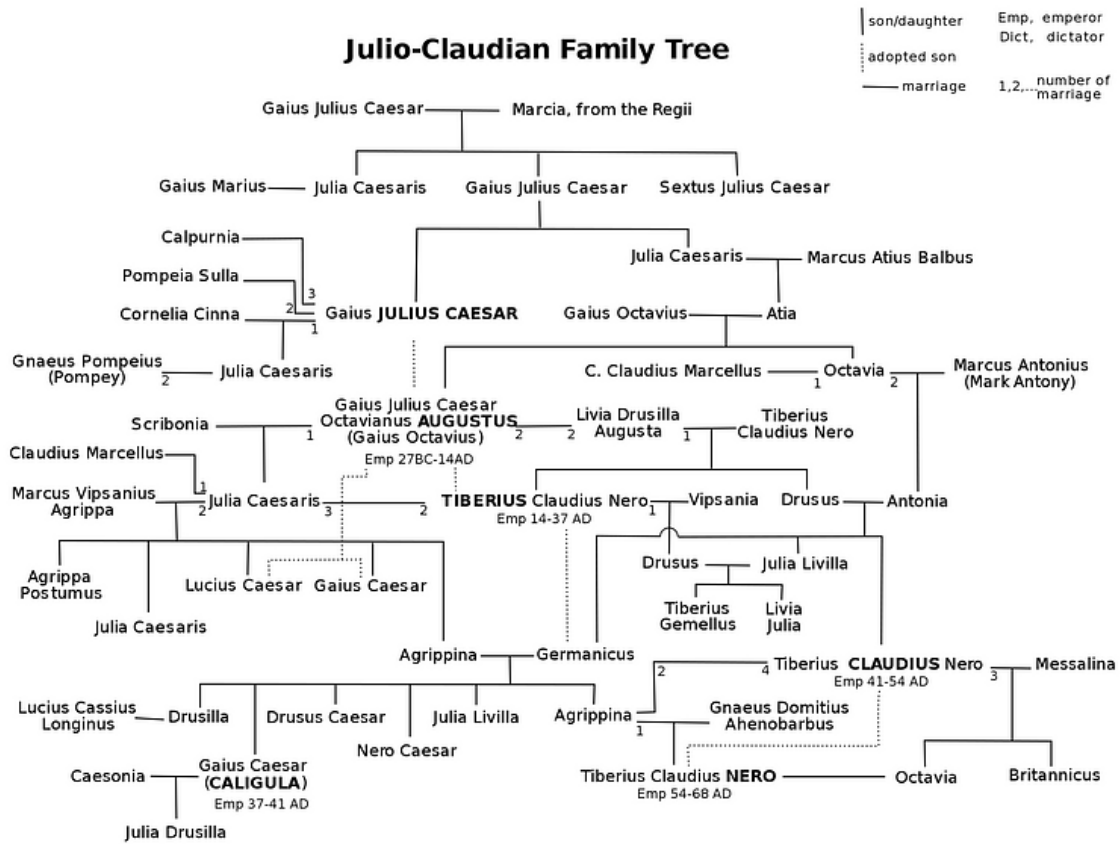 son/daughter
Emp, emperor
Dict, dictator
Julio-Claudian Family Tree
adopted son
marriage
1,2,... number of
marriage
Gaius Julius Caesar
Marcia, from the Regii
Gaius Marius
Julia Caesaris
Gaius Julius Caesar
Sextus Julius Caesar
Calpurnia
Julia Caesaris
Marcus Atius Balbus
Pompeia Sulla
3
2
Cornelia Cinna
1
Gaius JULIUS CAESAR
Gaius Octavius
Atia
Gnaeus Pompeius
(Pompey)
2
Julia Caesaris
C. Claudius Marcellus
1
Octavia
2
Marcus Antonius
(Mark Antony)
Scribonia
1
Gaius Julius Caesar
Octavianus AUGUSTUS
(Gaius Octavius)
Emp 27BC-14AD
2
2
Livia Drusilla
Augusta
1
Tiberius
Claudius Nero
Claudius Marcellus
1
Marcus Vipsanius
Agrippa
2
Julia Caesaris
3
2
TIBERIUS Claudius Nero
Emp 14-37 AD
1
Vipsania
Drusus
Antonia
Agrippa
Postumus
Lucius Caesar
Gaius Caesar
Drusus
Julia Livilla
Julia Caesaris
Tiberius
Gemellus
Livia
Julia
Agrippina
Germanicus
2
4
Tiberius CLAUDIUS Nero
Emp 41-54 AD
3
Messalina
Lucius Cassius
Longinus
Drusilla
Drusus Caesar
Julia Livilla
Agrippina
1
Gnaeus Domitius
Ahenobarbus
Nero Caesar
Caesonia
Gaius Caesar
(CALIGULA)
Emp 37-41 AD
Tiberius Claudius NERO
Emp 54-68 AD
Octavia
Britannicus
Julia Drusilla